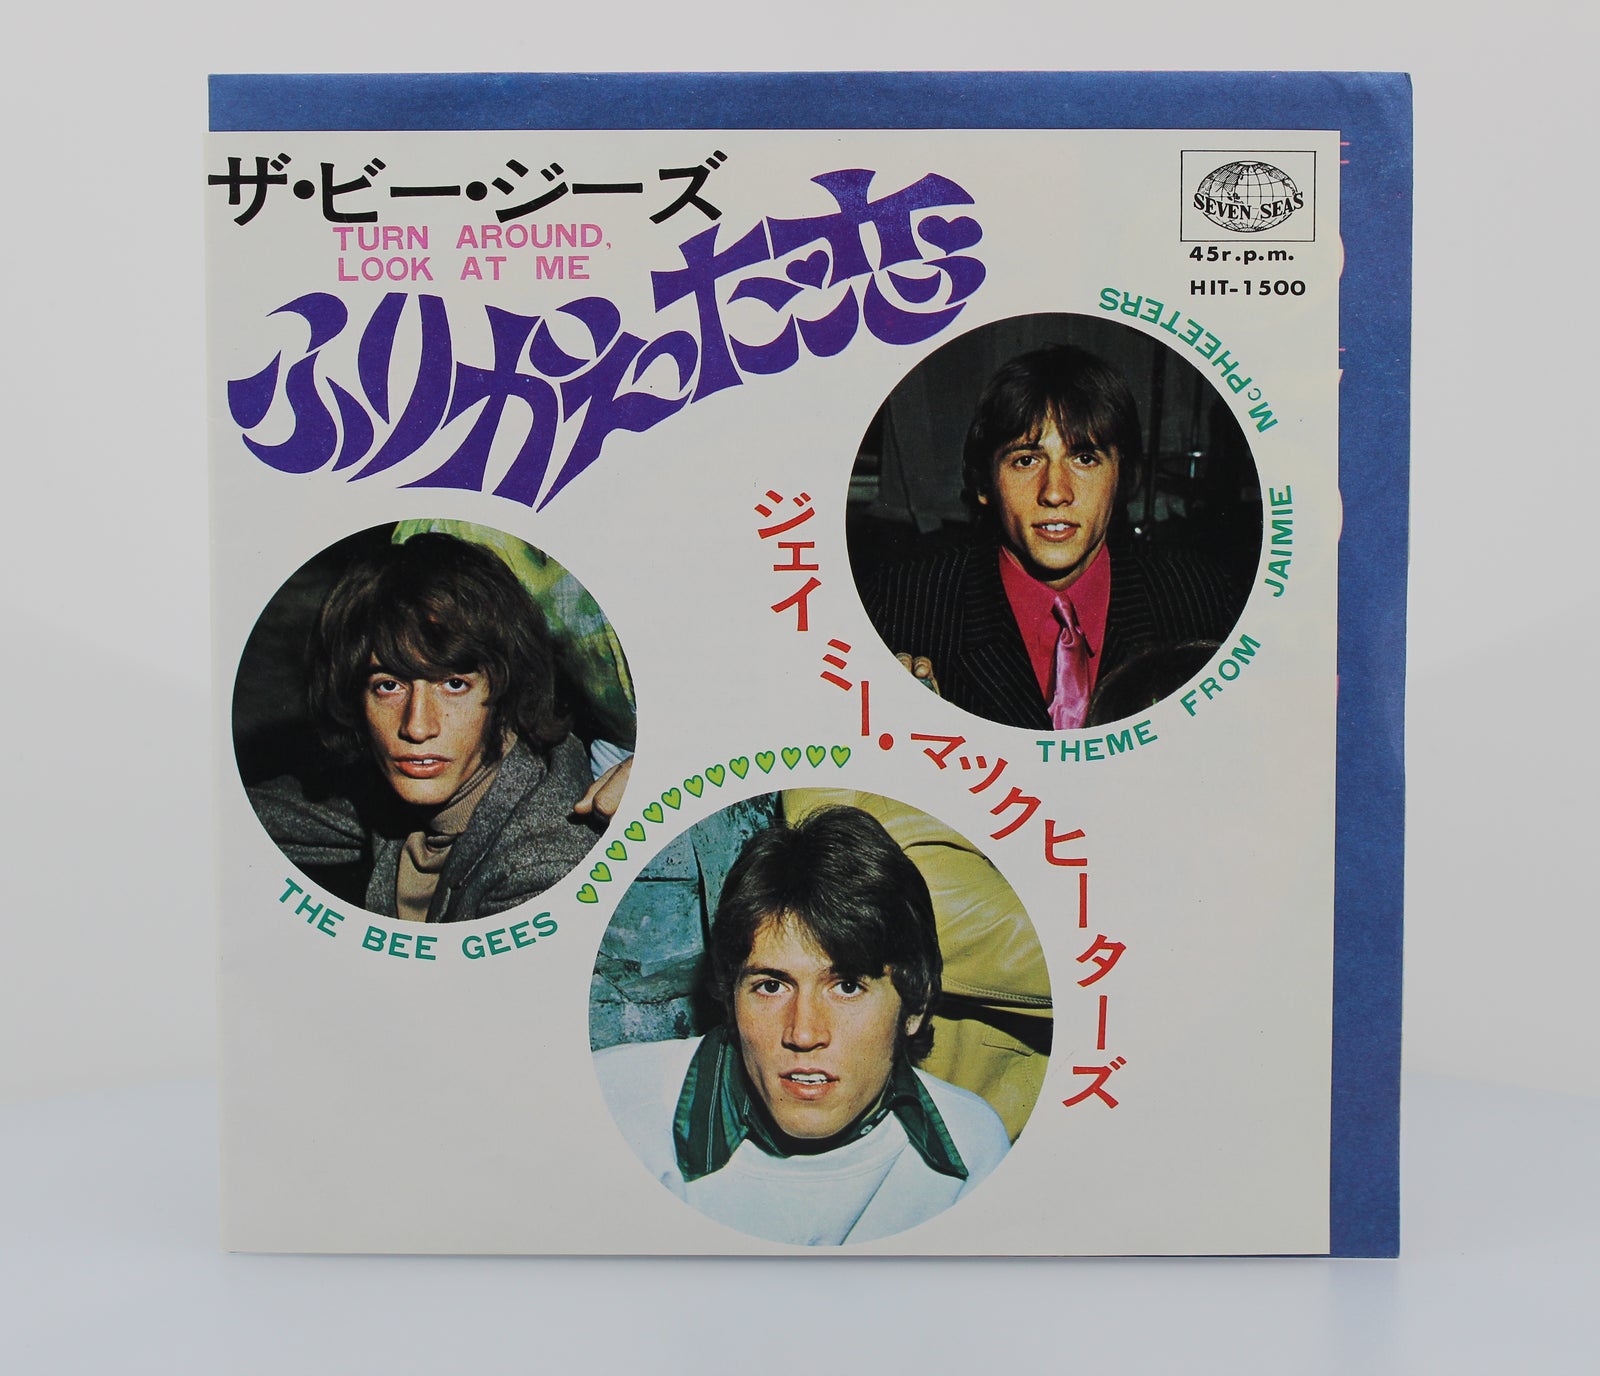 ザ・ビー・ジーズ
TURN AROUND,
LOOK AT ME
ふりかえった恋
SEVEN SEAS
45r.p.m.
HIT-1500
THEME FROM JAIMIE McPHEETERS
ジェイミー・マックヒーターズ
THE BEE GEES